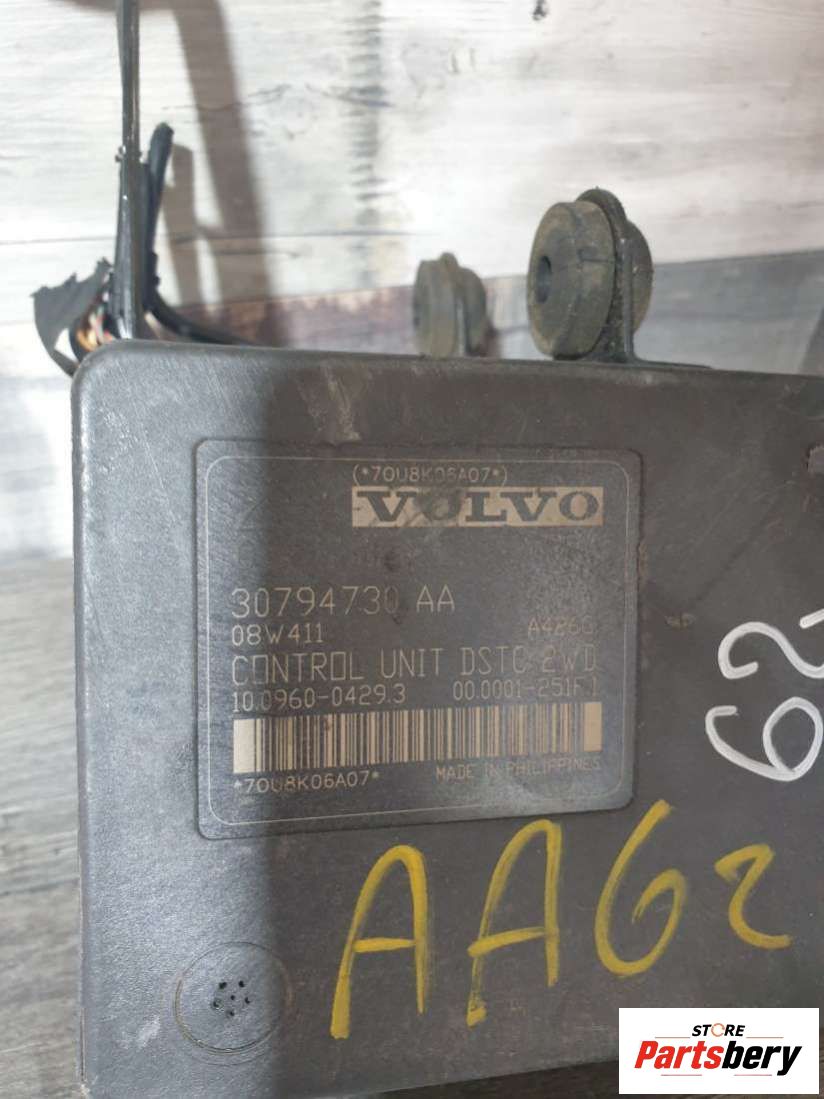 (*70U8K06A07*)
VOLVO
30794730 AA
08W411 A426C
CONTROL UNIT DSTC 2WD
10.0960-0429.3 00.0001-251F.1
*70U8K06A07* MADE IN PHILIPPINES
62
AA62
STORE
Partsbery